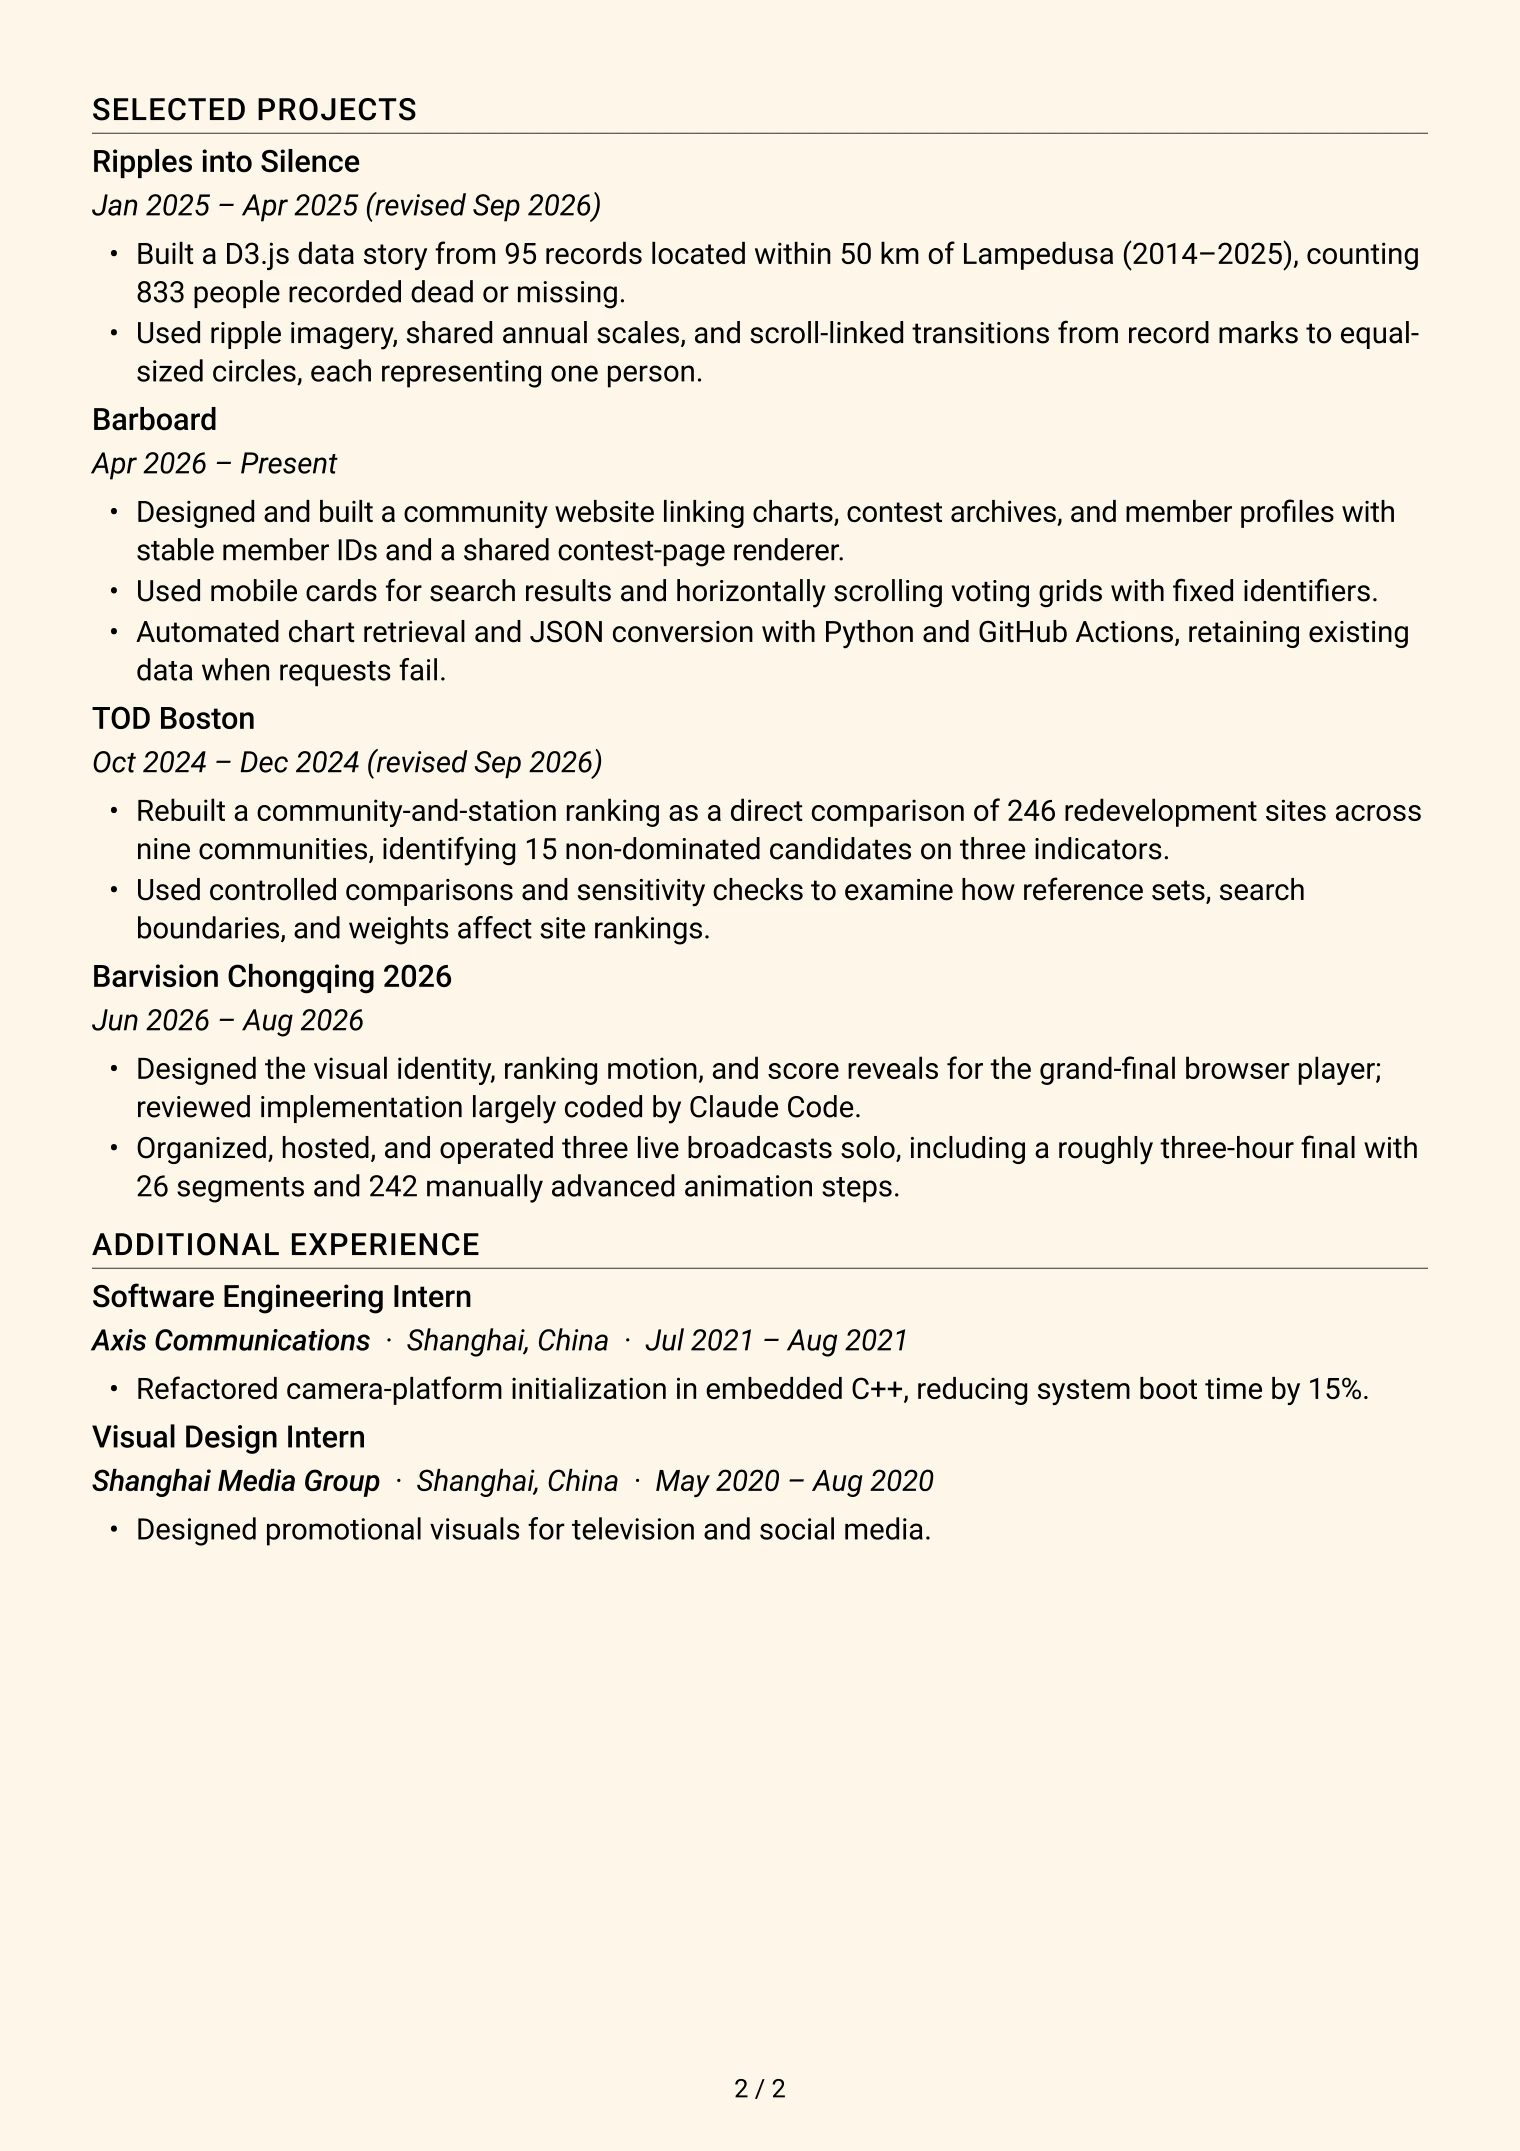 SELECTED PROJECTS
Ripples into Silence
Jan 2025 – Apr 2025 (revised Sep 2026)
• Built a D3.js data story from 95 records located within 50 km of Lampedusa (2014–2025), counting
833 people recorded dead or missing.
• Used ripple imagery, shared annual scales, and scroll-linked transitions from record marks to equal-
sized circles, each representing one person.
Barboard
Apr 2026 – Present
• Designed and built a community website linking charts, contest archives, and member profiles with
stable member IDs and a shared contest-page renderer.
• Used mobile cards for search results and horizontally scrolling voting grids with fixed identifiers.
• Automated chart retrieval and JSON conversion with Python and GitHub Actions, retaining existing
data when requests fail.
TOD Boston
Oct 2024 – Dec 2024 (revised Sep 2026)
• Rebuilt a community-and-station ranking as a direct comparison of 246 redevelopment sites across
nine communities, identifying 15 non-dominated candidates on three indicators.
• Used controlled comparisons and sensitivity checks to examine how reference sets, search
boundaries, and weights affect site rankings.
Barvision Chongqing 2026
Jun 2026 – Aug 2026
• Designed the visual identity, ranking motion, and score reveals for the grand-final browser player;
reviewed implementation largely coded by Claude Code.
• Organized, hosted, and operated three live broadcasts solo, including a roughly three-hour final with
26 segments and 242 manually advanced animation steps.
ADDITIONAL EXPERIENCE
Software Engineering Intern
Axis Communications · Shanghai, China · Jul 2021 – Aug 2021
• Refactored camera-platform initialization in embedded C++, reducing system boot time by 15%.
Visual Design Intern
Shanghai Media Group · Shanghai, China · May 2020 – Aug 2020
• Designed promotional visuals for television and social media.
2 / 2